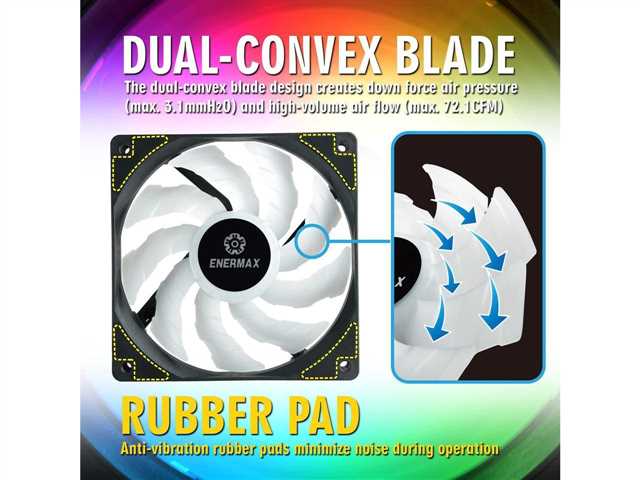 DUAL-CONVEX BLADE
The dual-convex blade design creates down force air pressure
(max. 3.1mmH2O) and high-volume air flow (max. 72.1CFM)
ENERMAX
X
RUBBER PAD
Anti-vibration rubber pads minimize noise during operation